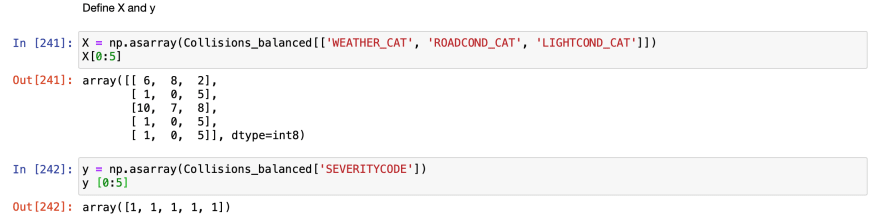 Define X and y
In [241]: X = np.asarray(Collisions_balanced[['WEATHER_CAT', 'ROADCOND_CAT', 'LIGHTCOND_CAT']])
X[0:5]
Out[241]: array([[ 6,  8,  2],
[ 1,  0,  5],
[10,  7,  8],
[ 1,  0,  5],
[ 1,  0,  5]], dtype=int8)
In [242]: y = np.asarray(Collisions_balanced['SEVERITYCODE'])
y [0:5]
Out[242]: array([1, 1, 1, 1, 1])